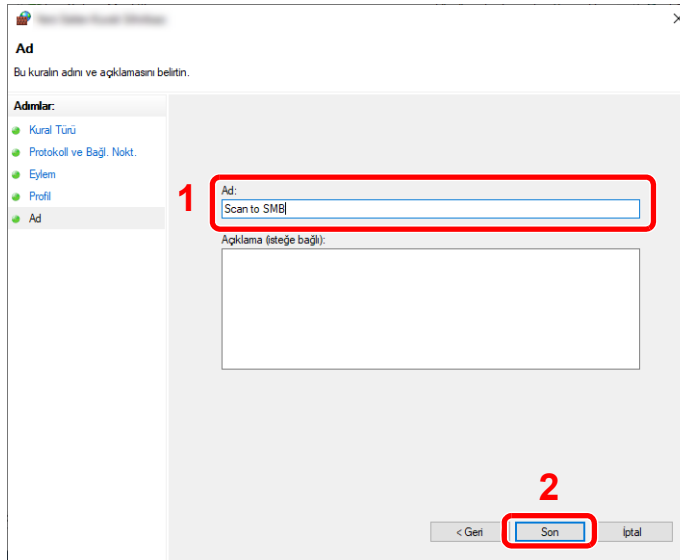 Ad
Bu kuralın adını ve açıklamasını belirtin.
Adımlar:
Kural Türü
Protokoll ve Bağl. Nokt.
Eylem
Profil
Ad
1
Ad:
Scan to SMB
Açıklama (isteğe bağlı):
2
< Geri
Son
İptal